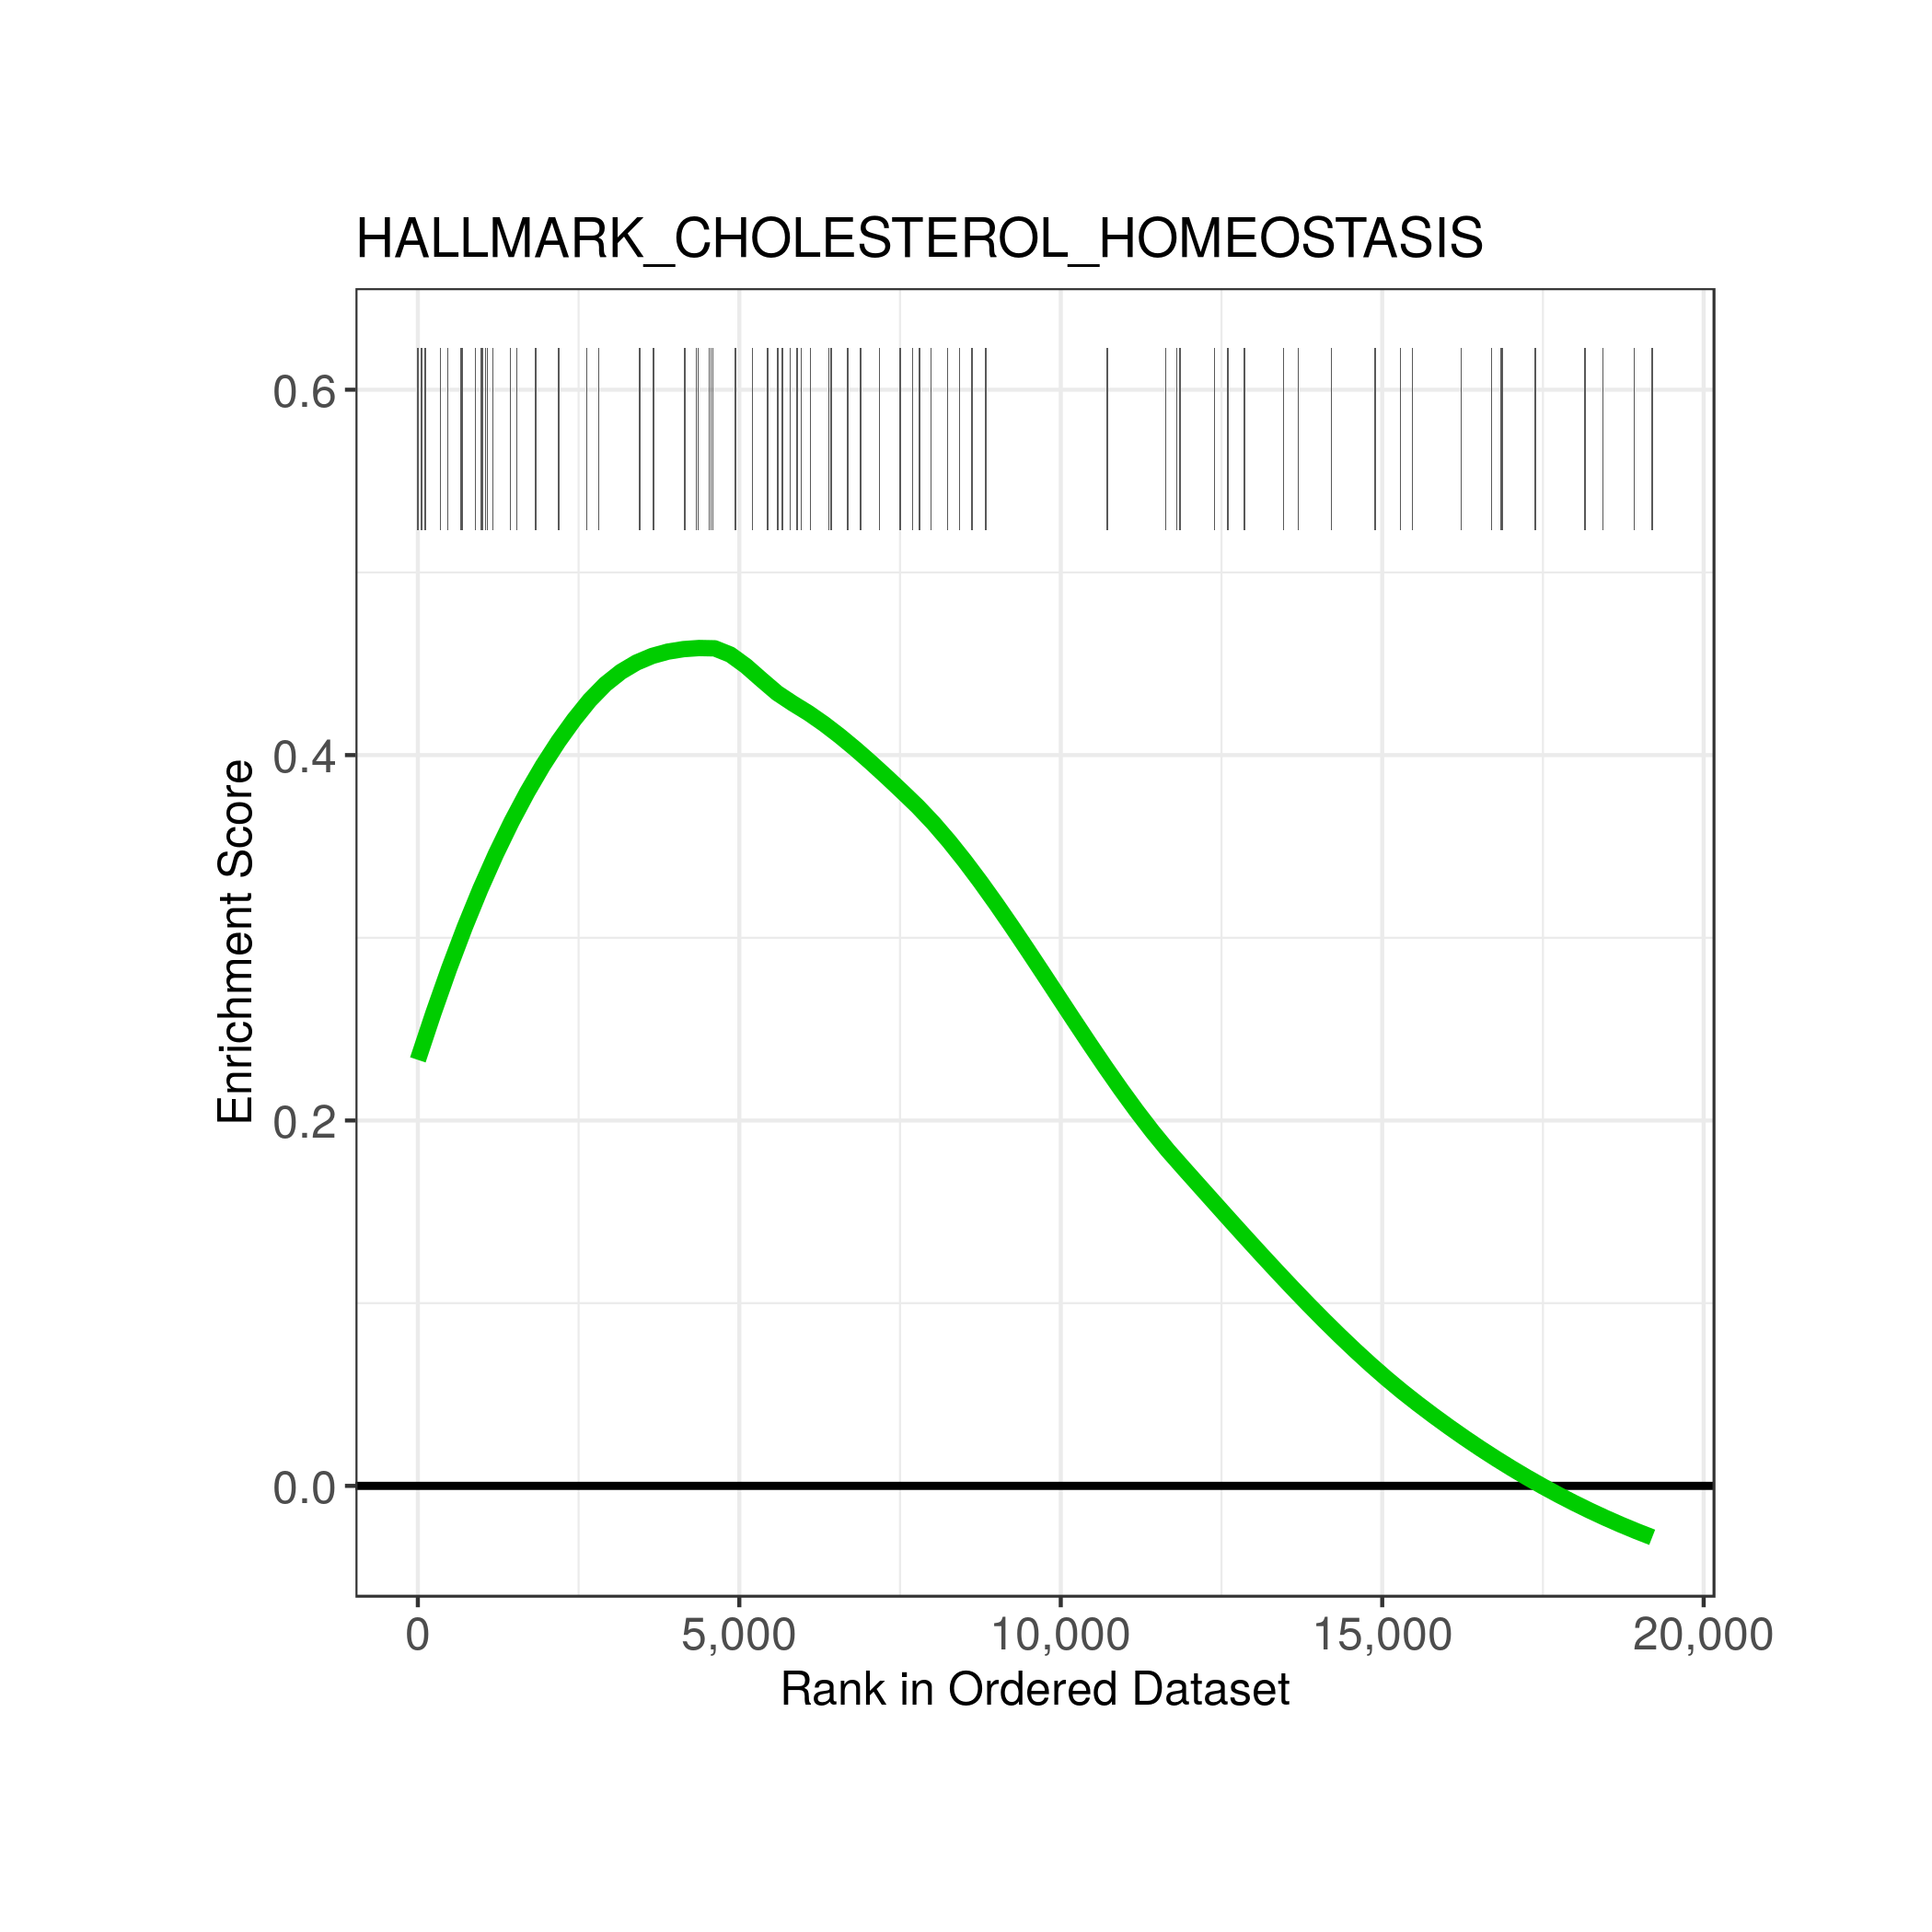 HALLMARK_CHOLESTEROL_HOMEOSTASIS
0.6
0.4
0.2
0.0
Enrichment Score
0 5,000 10,000 15,000 20,000
Rank in Ordered Dataset